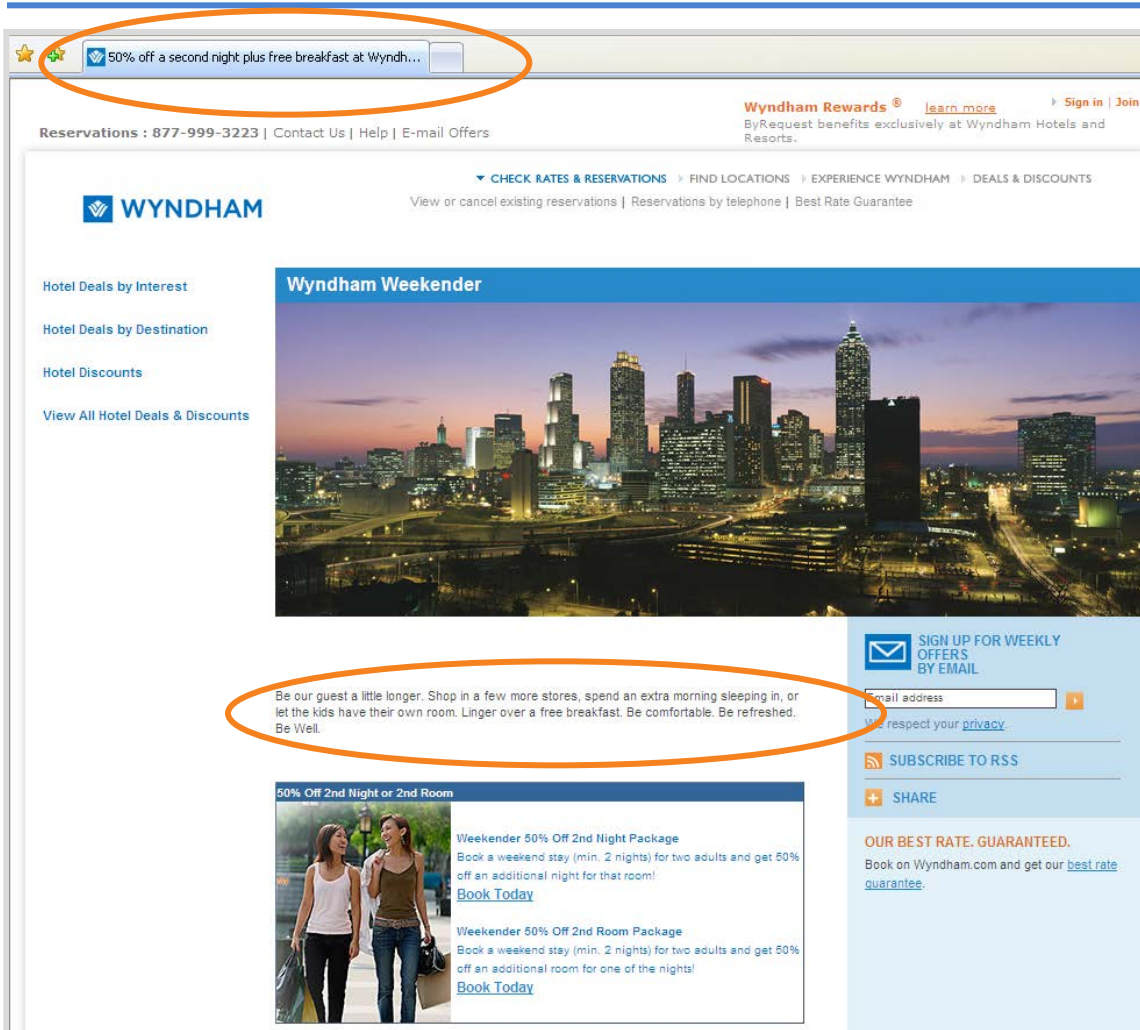 50% off a second night plus free breakfast at Wyndh...
Wyndham Rewards ® learn more Sign in | Join
ByRequest benefits exclusively at Wyndham Hotels and
Resorts.
Reservations : 877-999-3223 | Contact Us | Help | E-mail Offers
CHECK RATES & RESERVATIONS FIND LOCATIONS EXPERIENCE WYNDHAM DEALS & DISCOUNTS
View or cancel existing reservations | Reservations by telephone | Best Rate Guarantee
WYNDHAM
Hotel Deals by Interest
Hotel Deals by Destination
Hotel Discounts
View All Hotel Deals & Discounts
Wyndham Weekender
Be our guest a little longer. Shop in a few more stores, spend an extra morning sleeping in, or
let the kids have their own room. Linger over a free breakfast. Be comfortable. Be refreshed.
Be Well.
50% Off 2nd Night or 2nd Room
Weekender 50% Off 2nd Night Package
Book a weekend stay (min. 2 nights) for two adults and get 50%
off an additional night for that room!
Book Today
Weekender 50% Off 2nd Room Package
Book a weekend stay (min. 2 nights) for two adults and get 50%
off an additional room for one of the nights!
Book Today
SIGN UP FOR WEEKLY
OFFERS
BY EMAIL
Email address
We respect your privacy.
SUBSCRIBE TO RSS
SHARE
OUR BEST RATE. GUARANTEED.
Book on Wyndham.com and get our best rate
guarantee.